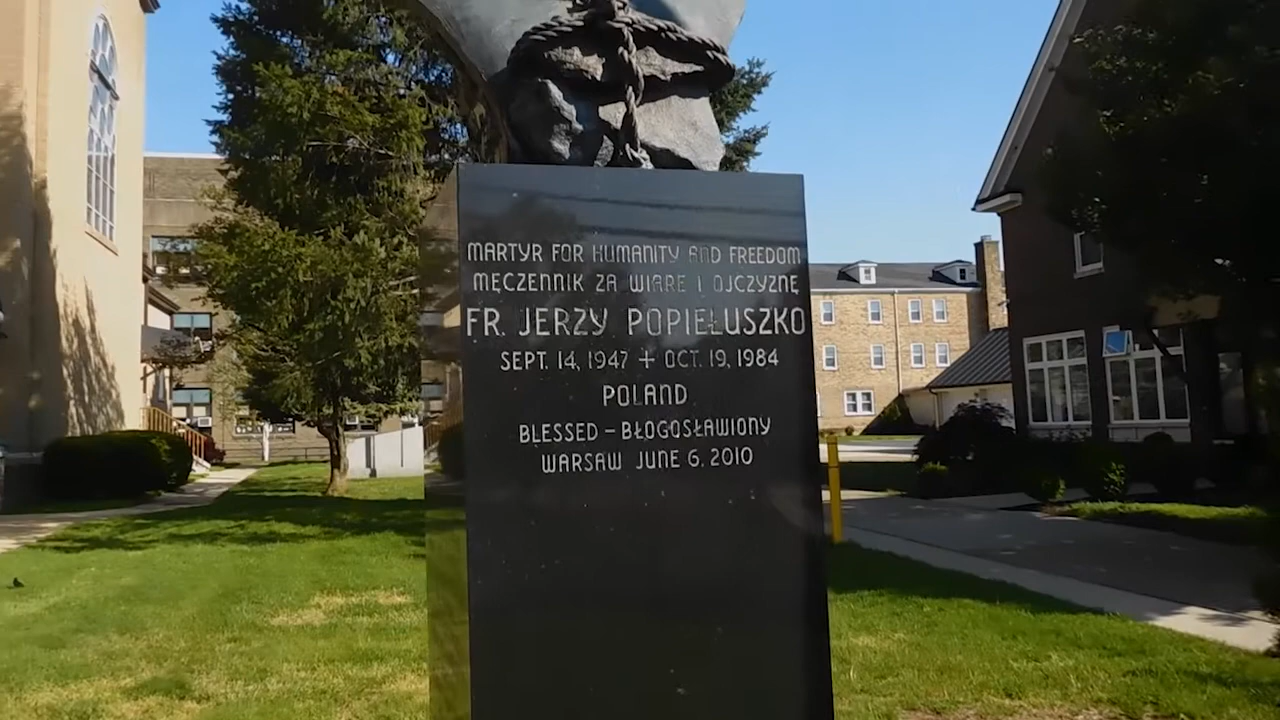 MARTYR FOR HUMANITY AND FREEDOM
MĘCZENNIK ZA WIARE I OJCZYZNĘ
FR. JERZY POPIEŁUSZKO
SEPT. 14, 1947 + OCT. 19, 1984
POLAND
BLESSED – BŁOGOSŁAWIONY
WARSAW JUNE 6, 2010